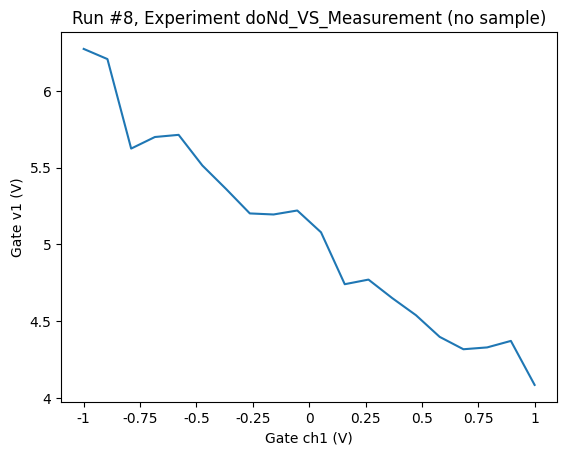 Run #8, Experiment doNd_VS_Measurement (no sample)
Gate v1 (V)
6
5.5
5
4.5
4
-1 -0.75 -0.5 -0.25 0 0.25 0.5 0.75 1
Gate ch1 (V)